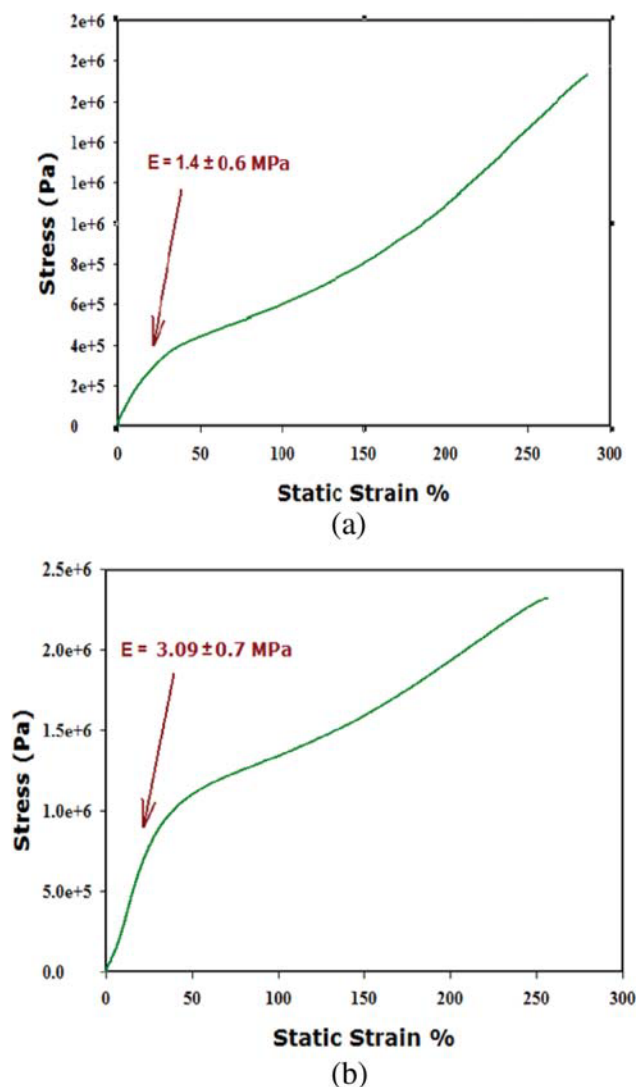 2e+6
2e+6
2e+6
1e+6
1e+6
1e+6
8e+5
6e+5
4e+5
2e+5
0
Stress (Pa)
E = 1.4 ± 0.6 MPa
0 50 100 150 200 250 300
Static Strain %
(a)
2.5e+6
2.0e+6
1.5e+6
1.0e+6
5.0e+5
0.0
Stress (Pa)
E = 3.09 ± 0.7 MPa
0 50 100 150 200 250 300
Static Strain %
(b)